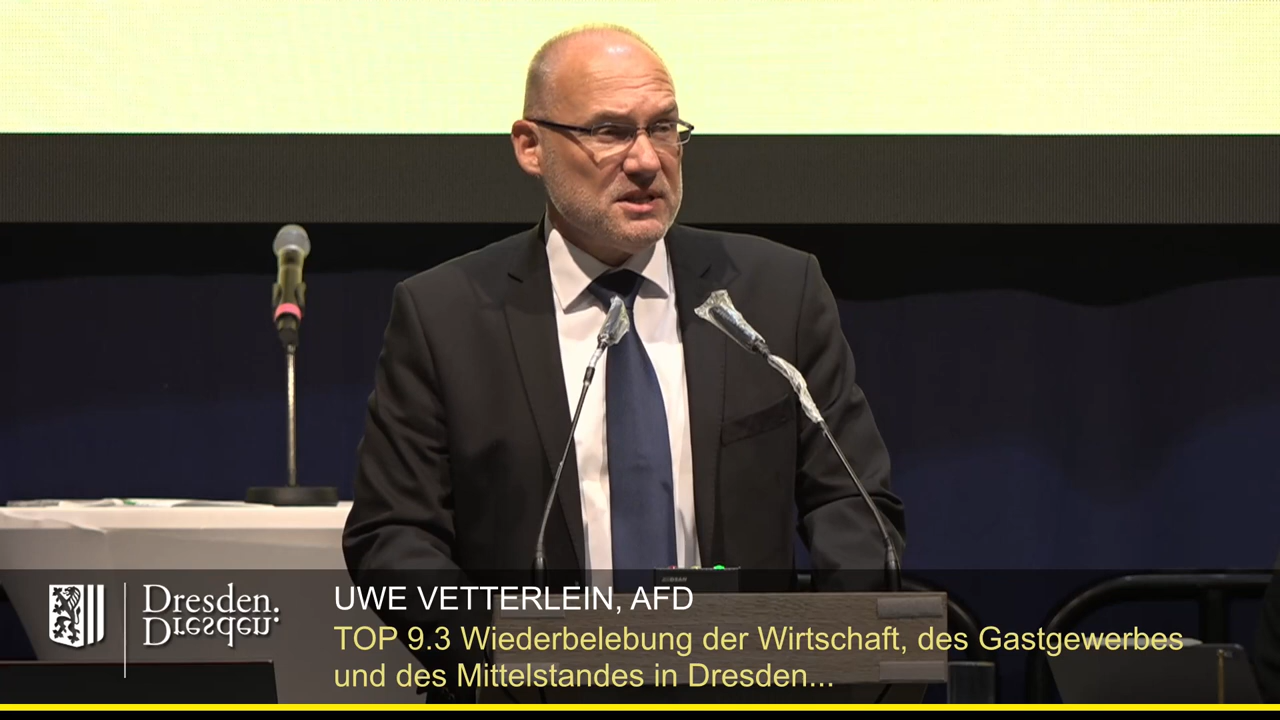 Dresden.
Dresden.
UWE VETTERLEIN, AFD
TOP 9.3 Wiederbelebung der Wirtschaft, des Gastgewerbes
und des Mittelstandes in Dresden...